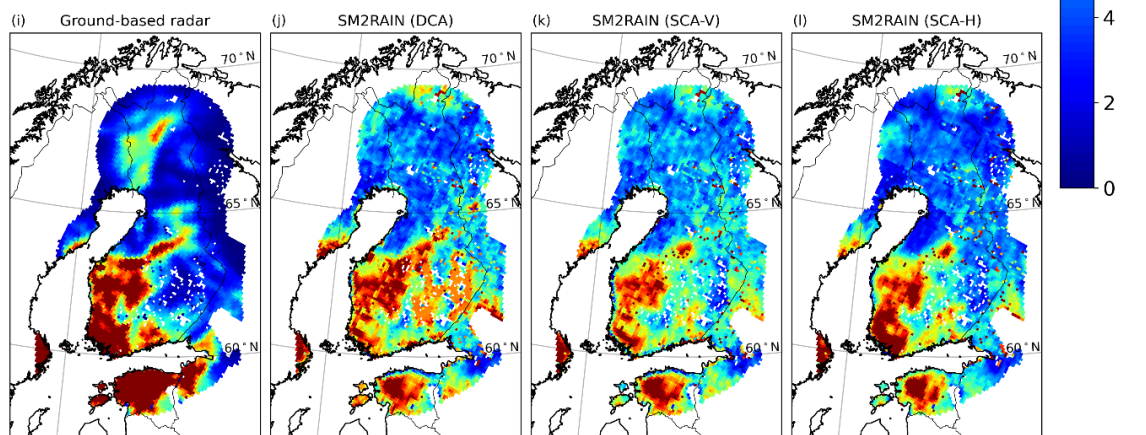 (i) Ground-based radar
(j) SM2RAIN (DCA)
(k) SM2RAIN (SCA-V)
(l) SM2RAIN (SCA-H)
4
2
0
70°N
70°N
70°N
70°N
65°N
65°N
65°N
65°N
60°N
60°N
60°N
60°N